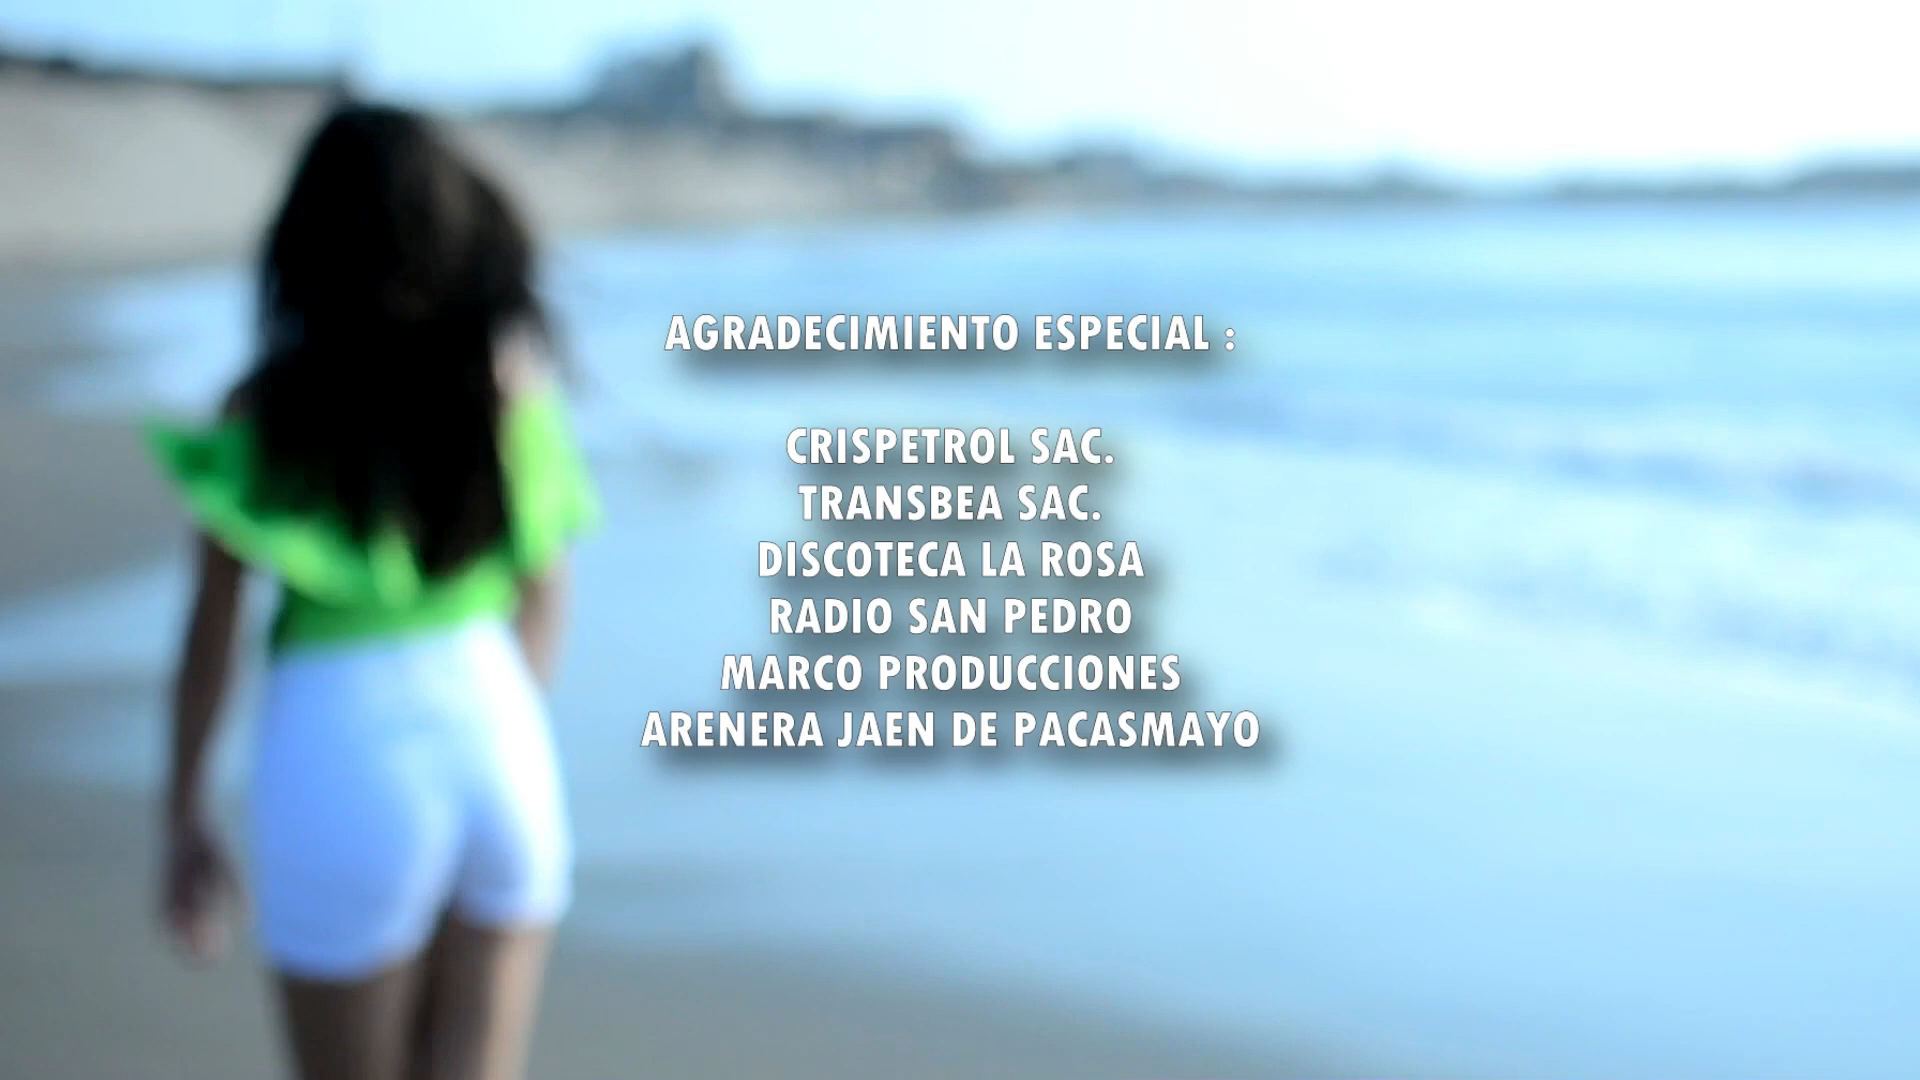 AGRADECIMIENTO ESPECIAL :
CRISPETROL SAC.
TRANSBEA SAC.
DISCOTECA LA ROSA
RADIO SAN PEDRO
MARCO PRODUCCIONES
ARENERA JAEN DE PACASMAYO